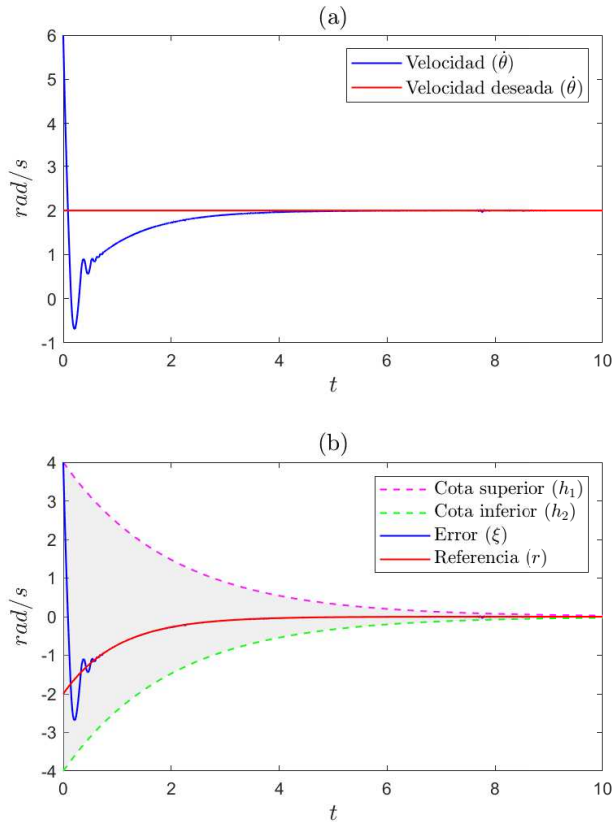 (a)
6
5
4
3
2
1
0
-1
rad/s
Velocidad (θ̇)
Velocidad deseada (θ̇)
0 2 4 6 8 10
t
(b)
4
3
2
1
0
-1
-2
-3
-4
rad/s
Cota superior (h₁)
Cota inferior (h₂)
Error (ξ)
Referencia (r)
0 2 4 6 8 10
t